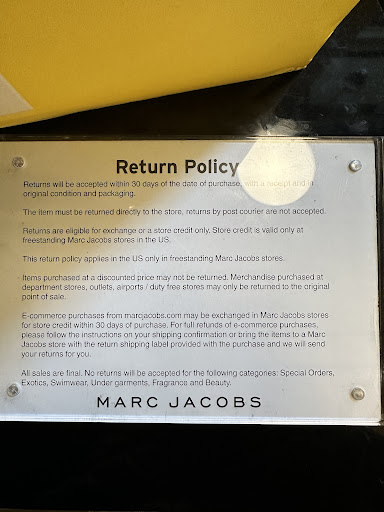 Return Policy
Returns will be accepted within 30 days of the date of purchase, with a receipt and in
original condition and packaging.
The item must be returned directly to the store, returns by post courier are not accepted.
Returns are eligible for exchange or a store credit only. Store credit is valid only at
freestanding Marc Jacobs stores in the US.
This return policy applies in the US only in freestanding Marc Jacobs stores.
Items purchased at a discounted price may not be returned. Merchandise purchased at
department stores, outlets, airports / duty free stores may only be returned to the original
point of sale.
E-commerce purchases from marcjacobs.com may be exchanged in Marc Jacobs stores
for store credit within 30 days of purchase. For full refunds of e-commerce purchases,
please follow the instructions on your shipping confirmation or bring the items to a Marc
Jacobs store with the return shipping label provided with the purchase and we will send
your returns for you.
All sales are final. No returns will be accepted for the following categories: Special Orders,
Exotics, Swimwear, Under garments, Fragrance and Beauty.
MARC JACOBS